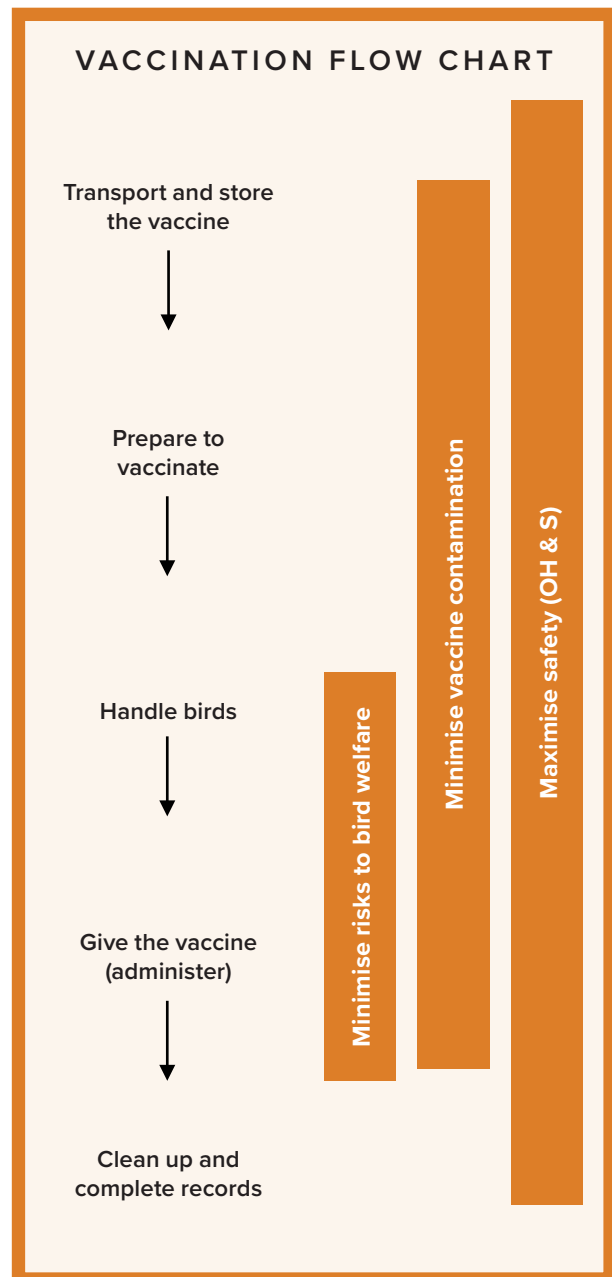 VACCINATION FLOW CHART
Transport and store
the vaccine
Prepare to
vaccinate
Handle birds
Give the vaccine
(administer)
Clean up and
complete records
Minimise risks to bird welfare
Minimise vaccine contamination
Maximise safety (OH & S)